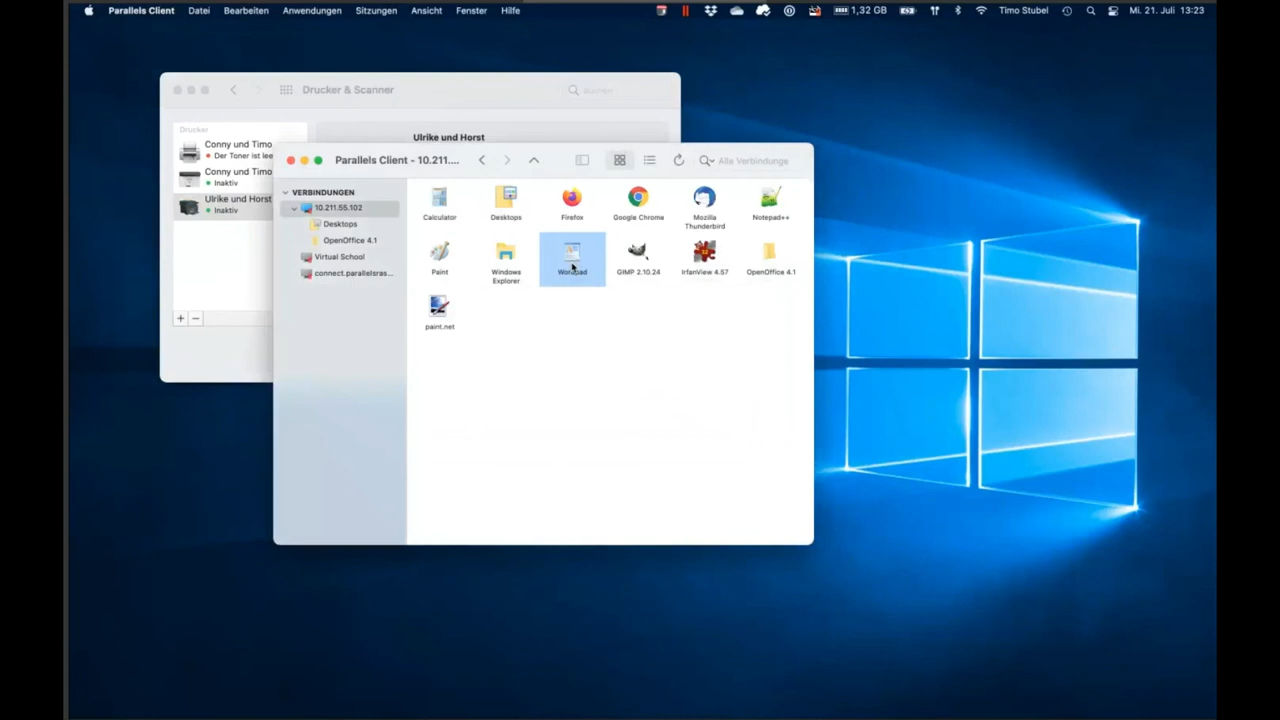 Parallels Client Datei Bearbeiten Anwendungen Sitzungen Ansicht Fenster Hilfe 1,32 GB Timo Stubel Mi. 21. Juli 13:23
Drucker & Scanner
Suchen
Drucker
Conny und Timo
Der Toner ist lee
Conny und Timo
Inaktiv
Ulrike und Horst
Inaktiv
Ulrike und Horst
Parallels Client - 10.211....
Alle Verbindunge
VERBINDUNGEN
10.211.55.102
Desktops
OpenOffice 4.1
Virtual School
connect.parallelsras...
Calculator Desktops Firefox Google Chrome Mozilla Thunderbird Notepad++
Paint Windows Explorer Wordpad GIMP 2.10.24 IrfanView 4.57 OpenOffice 4.1
paint.net